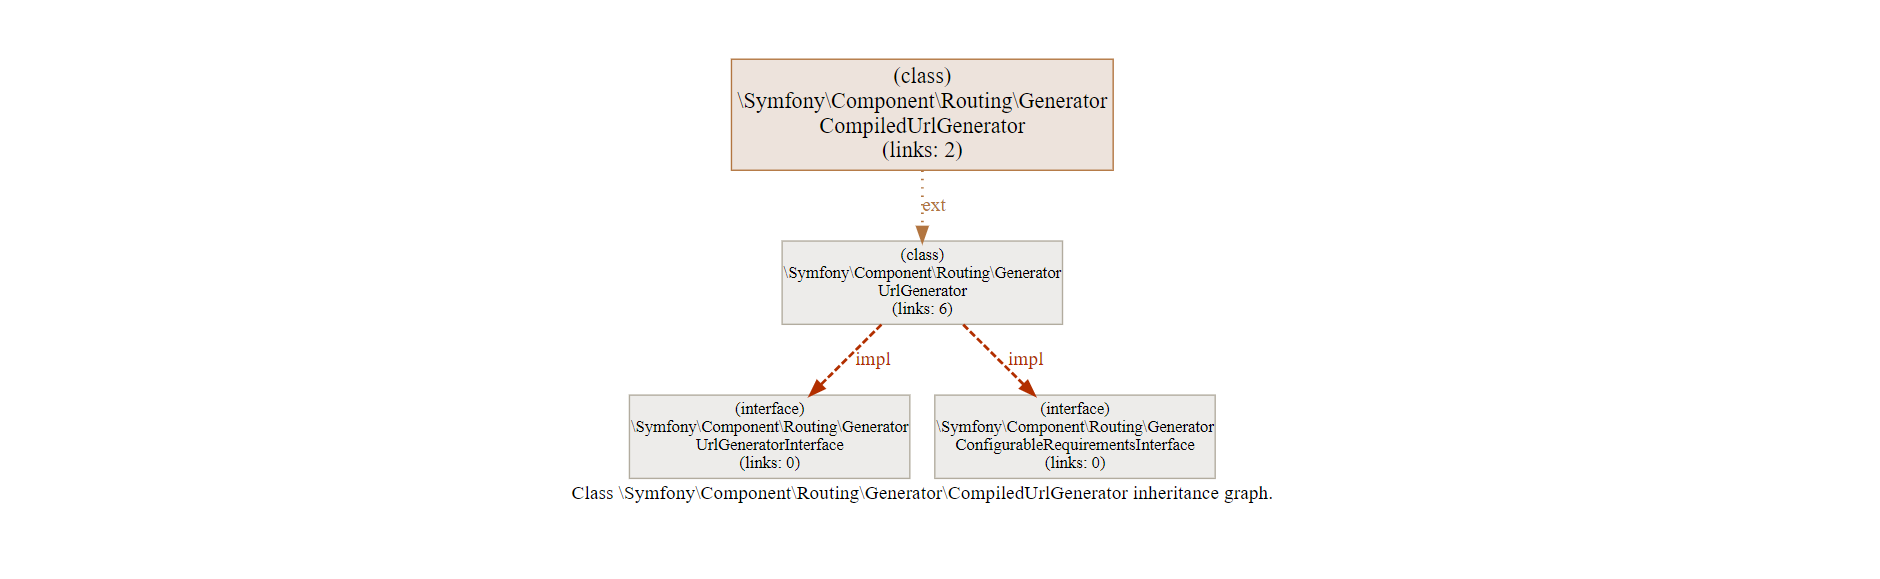 (class)
\Symfony\Component\Routing\Generator
CompiledUrlGenerator
(links: 2)
ext
(class)
\Symfony\Component\Routing\Generator
UrlGenerator
(links: 6)
impl
impl
(interface)
\Symfony\Component\Routing\Generator
UrlGeneratorInterface
(links: 0)
(interface)
\Symfony\Component\Routing\Generator
ConfigurableRequirementsInterface
(links: 0)
Class \Symfony\Component\Routing\Generator\CompiledUrlGenerator inheritance graph.